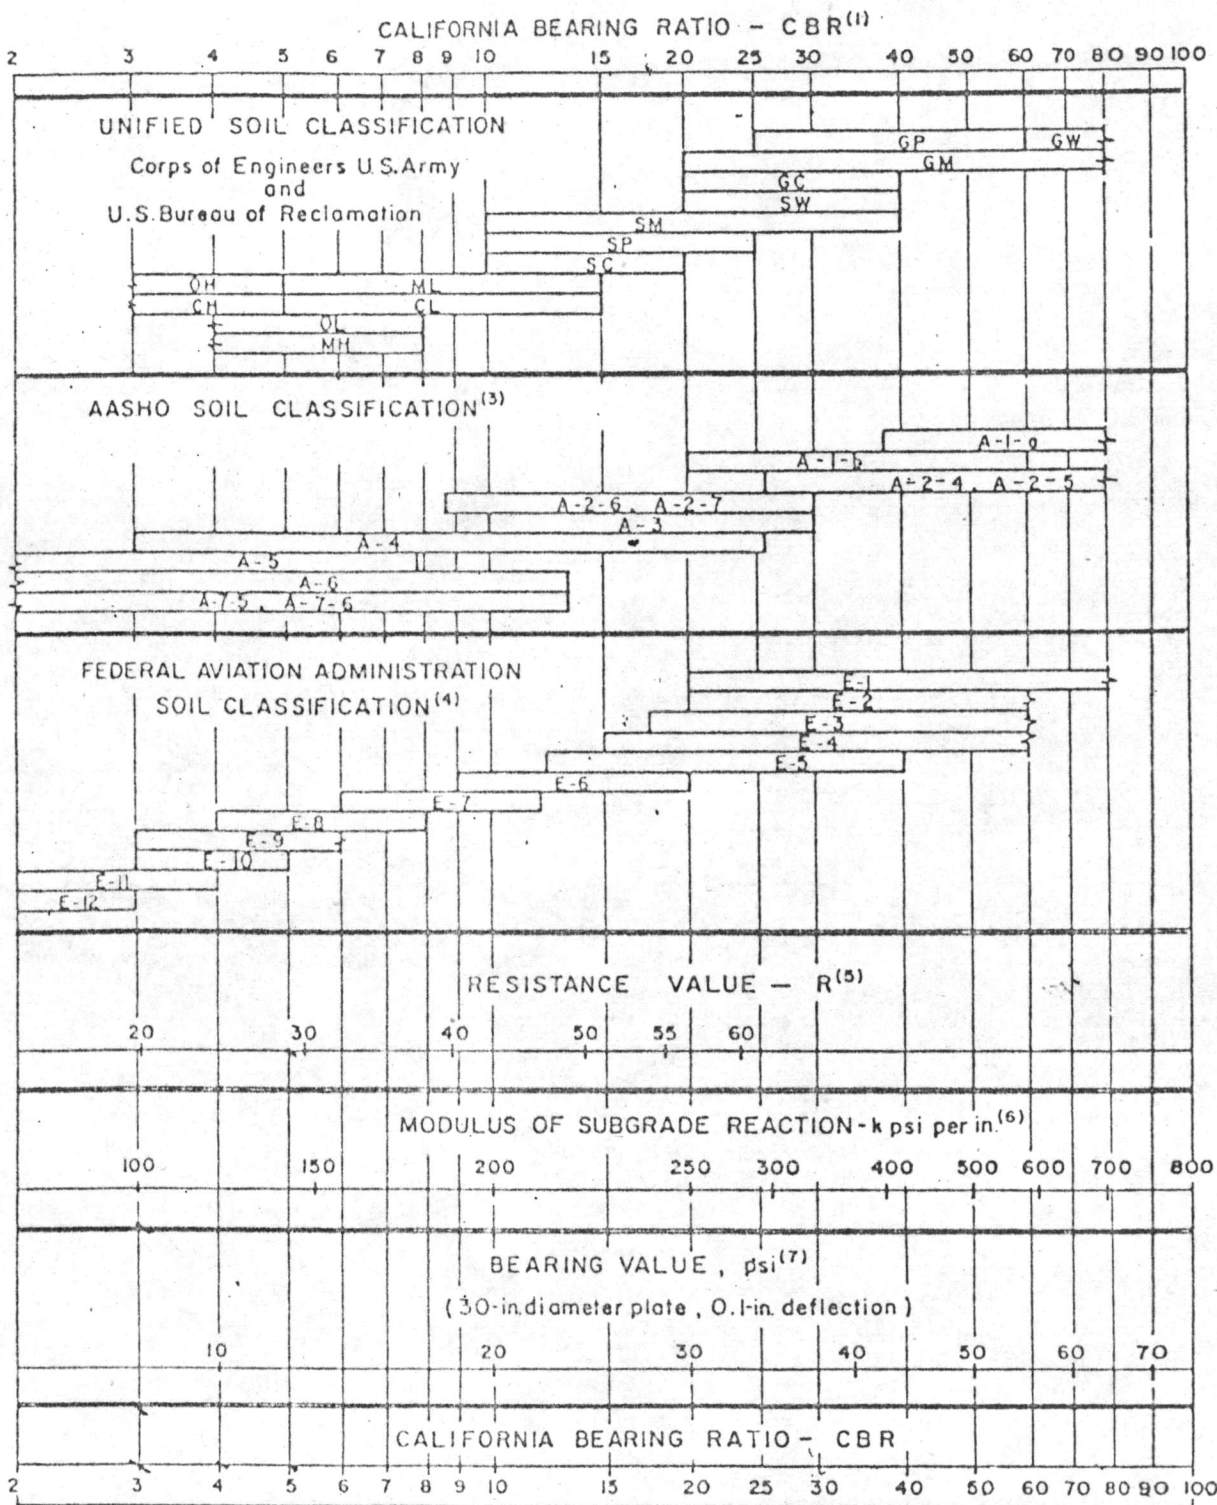 CALIFORNIA BEARING RATIO - CBR(1)
2 3 4 5 6 7 8 9 10 15 20 25 30 40 50 60 70 80 90 100
UNIFIED SOIL CLASSIFICATION
Corps of Engineers U.S.Army
and
U.S.Bureau of Reclamation
GP GW
GM
GC
SW
SM
SP
SC
OH ML
CH CL
OL
MH
AASHO SOIL CLASSIFICATION(3)
A-1-a
A-1-b
A-2-4, A-2-5
A-2-6, A-2-7
A-3
A-4
A-5
A-6
A-7-5, A-7-6
FEDERAL AVIATION ADMINISTRATION
SOIL CLASSIFICATION(4)
E-1
E-2
E-3
E-4
E-5
E-6
E-7
E-8
E-9
E-10
E-11
E-12
RESISTANCE VALUE — R(5)
20 30 40 50 55 60
MODULUS OF SUBGRADE REACTION-k psi per in.(6)
100 150 200 250 300 400 500 600 700 800
BEARING VALUE, psi(7)
(30-in.diameter plate, 0.1-in. deflection)
10 20 30 40 50 60 70
CALIFORNIA BEARING RATIO - CBR
2 3 4 5 6 7 8 9 10 15 20 25 30 40 50 60 70 80 90 100